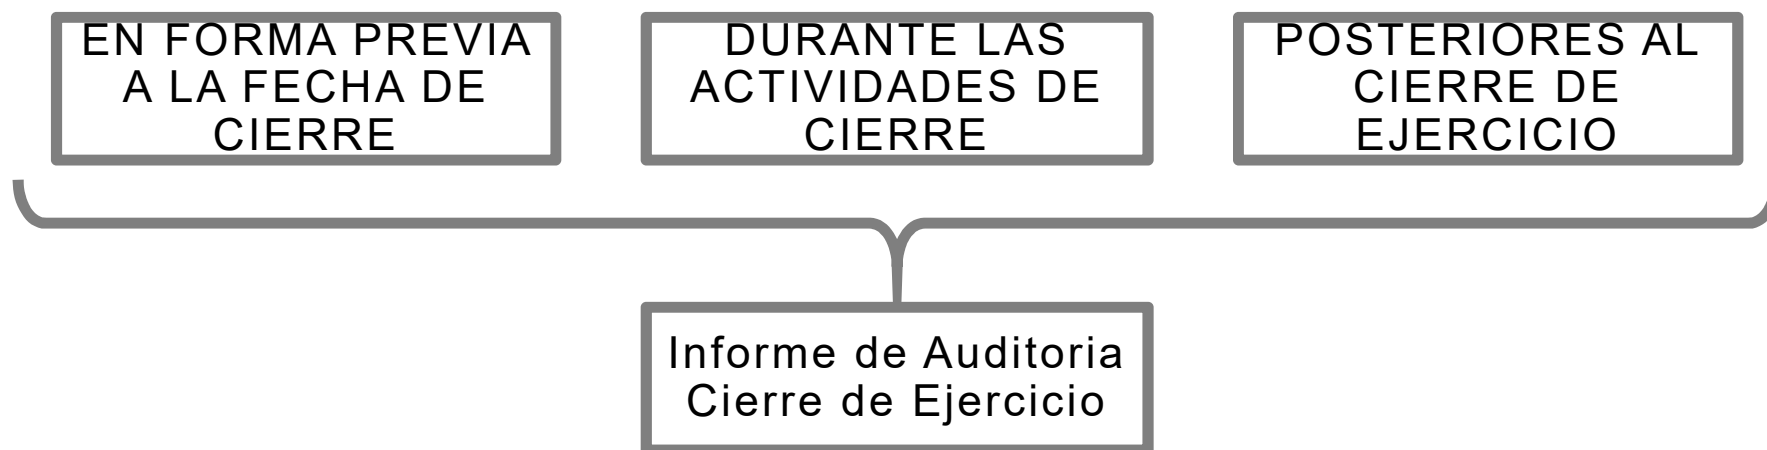 EN FORMA PREVIA
A LA FECHA DE
CIERRE
DURANTE LAS
ACTIVIDADES DE
CIERRE
POSTERIORES AL
CIERRE DE
EJERCICIO
Informe de Auditoria
Cierre de Ejercicio